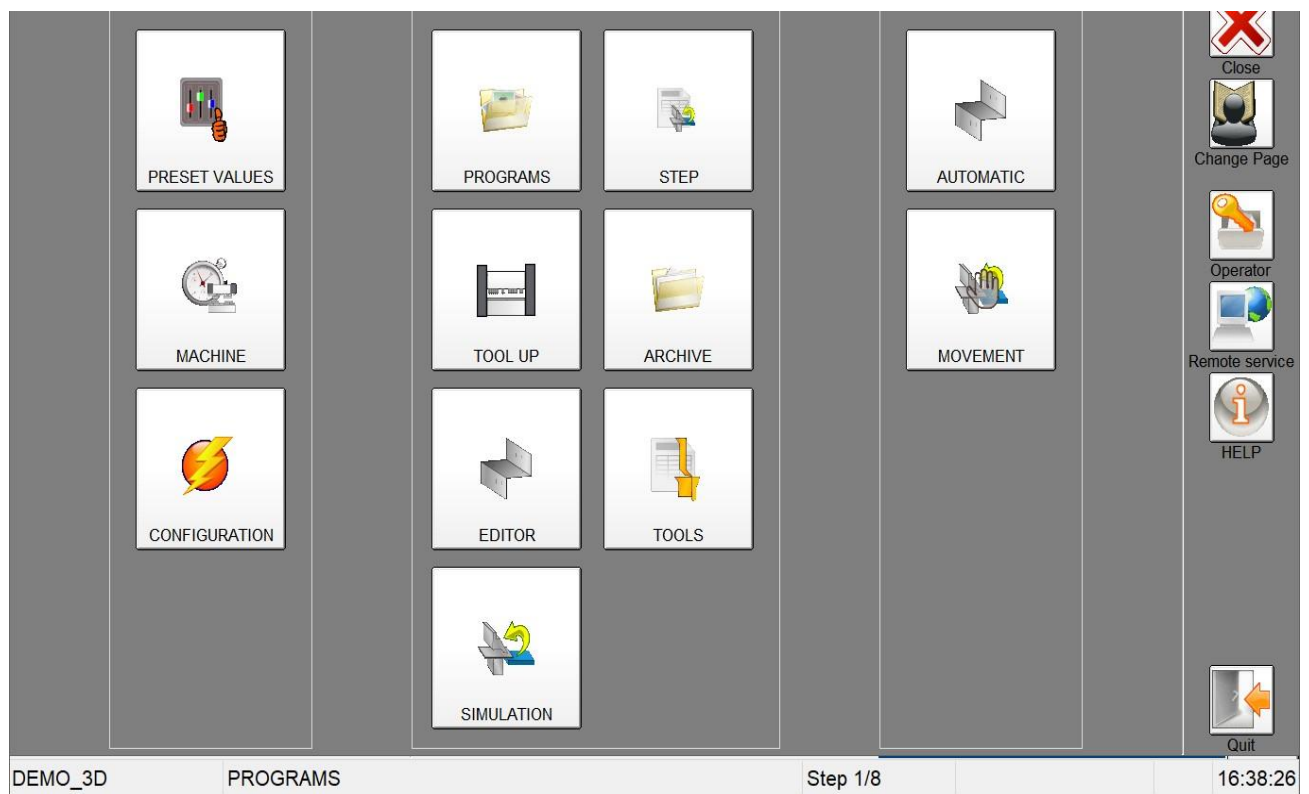 PRESET VALUES
PROGRAMS
STEP
AUTOMATIC
MACHINE
TOOL UP
ARCHIVE
MOVEMENT
CONFIGURATION
EDITOR
TOOLS
SIMULATION
Close
Change Page
Operator
Remote service
HELP
Quit
DEMO_3D PROGRAMS Step 1/8 16:38:26